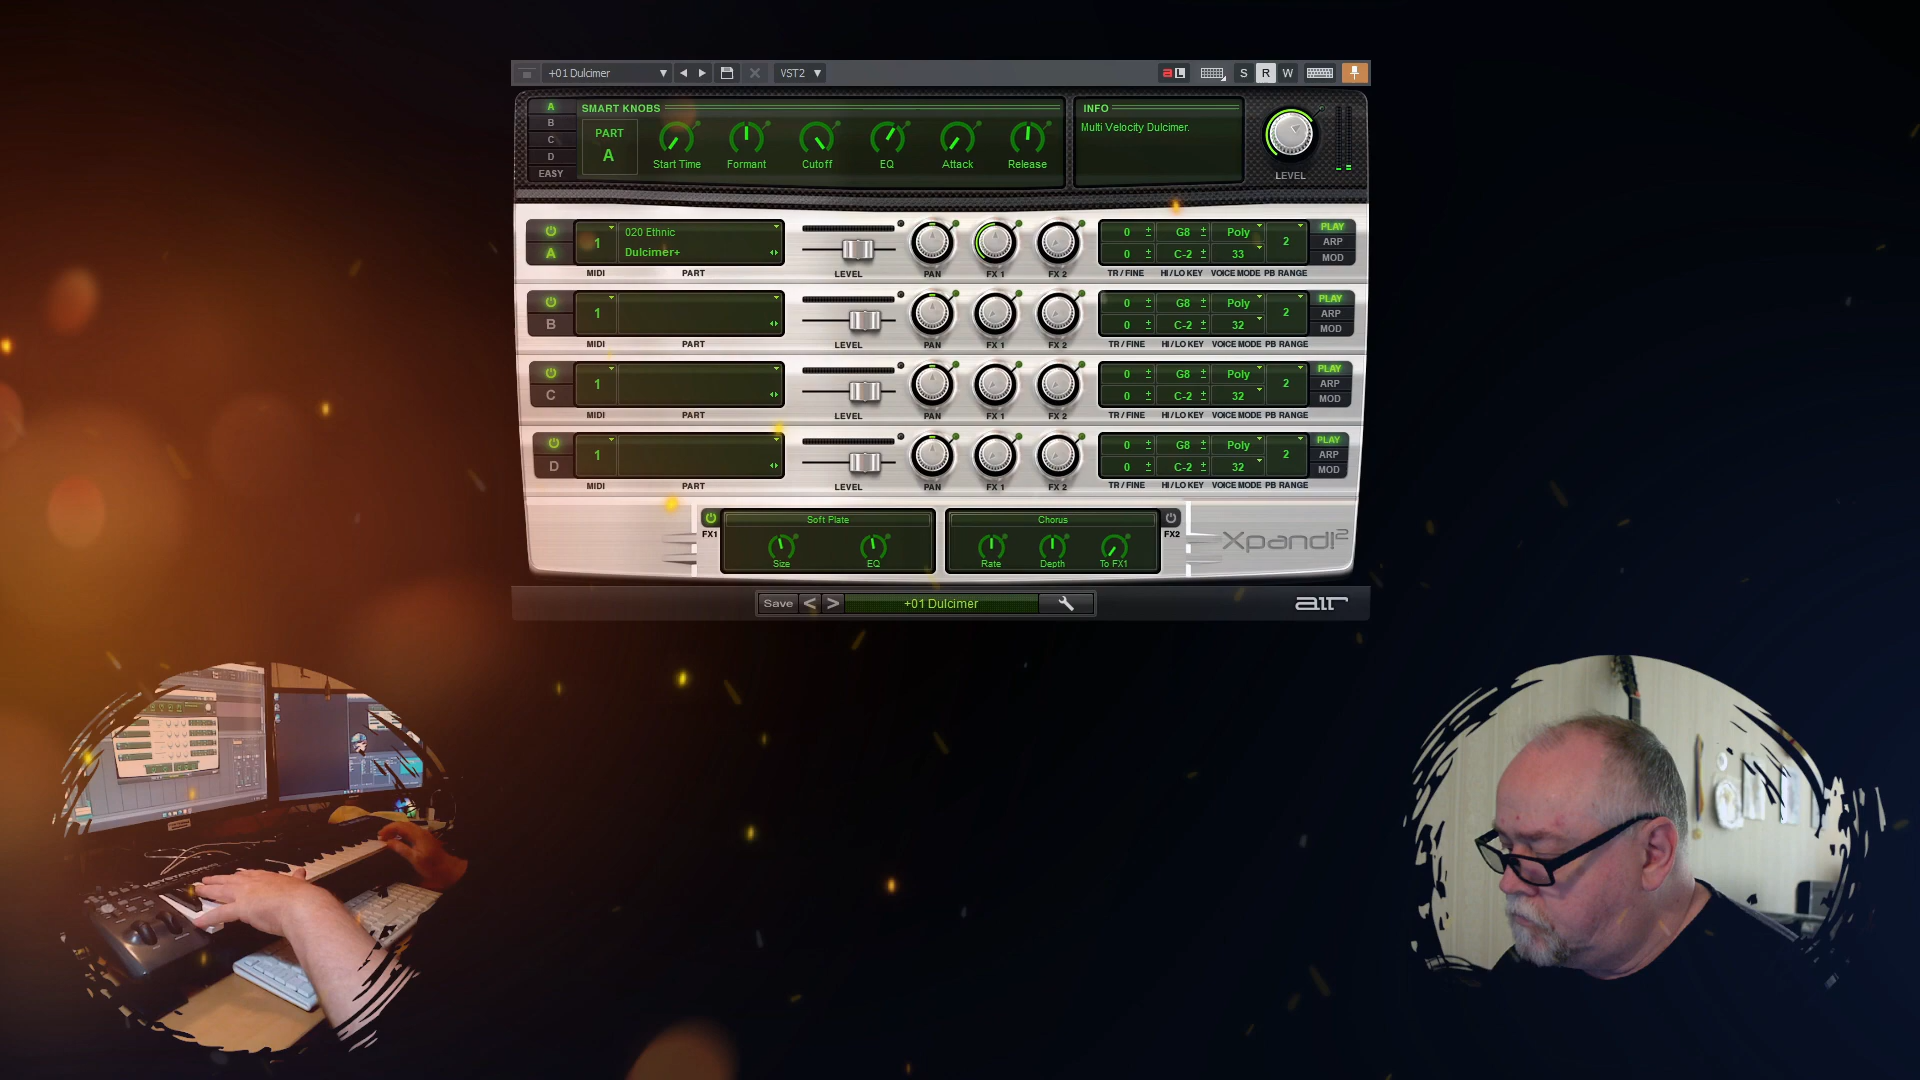 +01 Dulcimer
VST2
a L
S R W
A
B
C
D
EASY
SMART KNOBS
PART
A
Start Time Formant Cutoff EQ Attack Release
INFO
Multi Velocity Dulcimer.
LEVEL
A 1 020 Ethnic
Dulcimer+
0 G8 Poly 2
0 C-2 33
PLAY
ARP
MOD
MIDI PART LEVEL PAN FX 1 FX 2 TR / FINE HI / LO KEY VOICE MODE PB RANGE
B 1
0 G8 Poly 2
0 C-2 32
PLAY
ARP
MOD
MIDI PART LEVEL PAN FX 1 FX 2 TR / FINE HI / LO KEY VOICE MODE PB RANGE
C 1
0 G8 Poly 2
0 C-2 32
PLAY
ARP
MOD
MIDI PART LEVEL PAN FX 1 FX 2 TR / FINE HI / LO KEY VOICE MODE PB RANGE
D 1
0 G8 Poly 2
0 C-2 32
PLAY
ARP
MOD
MIDI PART LEVEL PAN FX 1 FX 2 TR / FINE HI / LO KEY VOICE MODE PB RANGE
FX1
Soft Plate
Size EQ
Chorus
Rate Depth To FX1
FX2
Xpand!2
Save < > +01 Dulcimer
air